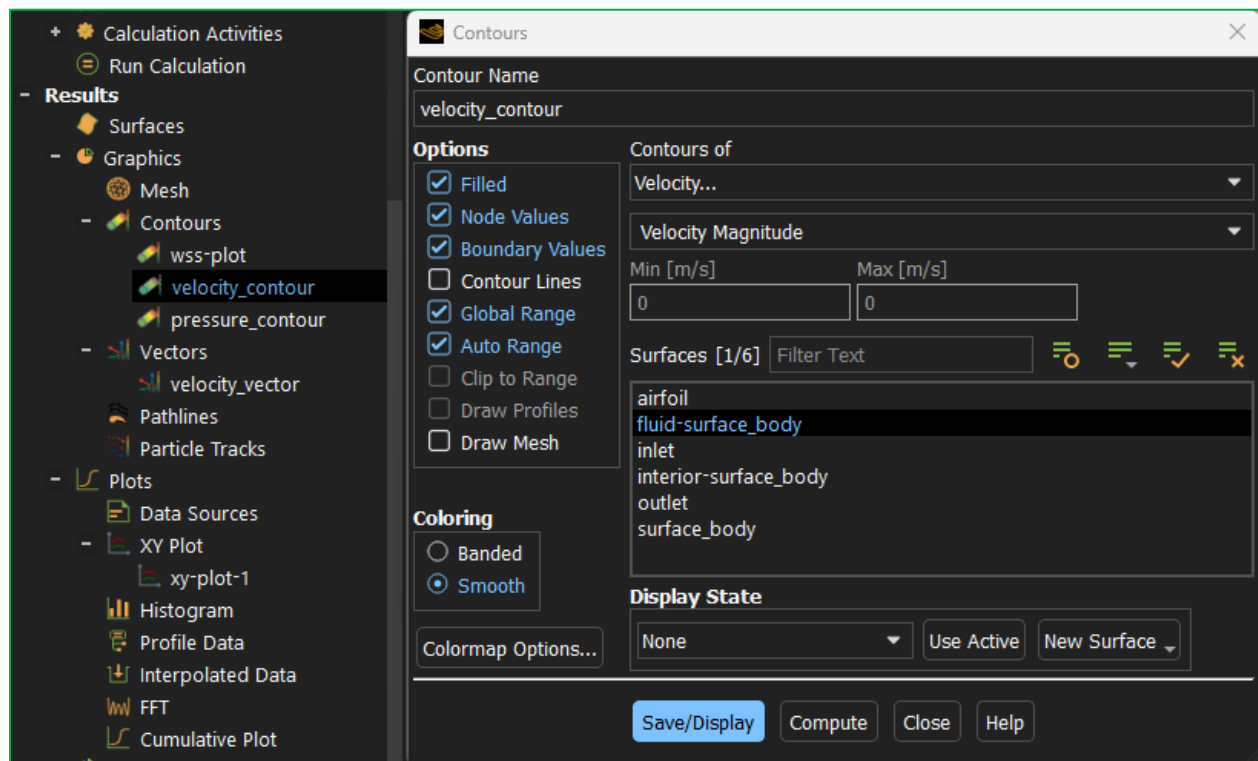 Calculation Activities
Run Calculation
Results
Surfaces
Graphics
Mesh
Contours
wss-plot
velocity_contour
pressure_contour
Vectors
velocity_vector
Pathlines
Particle Tracks
Plots
Data Sources
XY Plot
xy-plot-1
Histogram
Profile Data
Interpolated Data
FFT
Cumulative Plot
Contours
Contour Name
velocity_contour
Options
Filled
Node Values
Boundary Values
Contour Lines
Global Range
Auto Range
Clip to Range
Draw Profiles
Draw Mesh
Coloring
Banded
Smooth
Colormap Options...
Contours of
Velocity...
Velocity Magnitude
Min [m/s] Max [m/s]
0 0
Surfaces [1/6] Filter Text
airfoil
fluid-surface_body
inlet
interior-surface_body
outlet
surface_body
Display State
None Use Active New Surface
Save/Display Compute Close Help